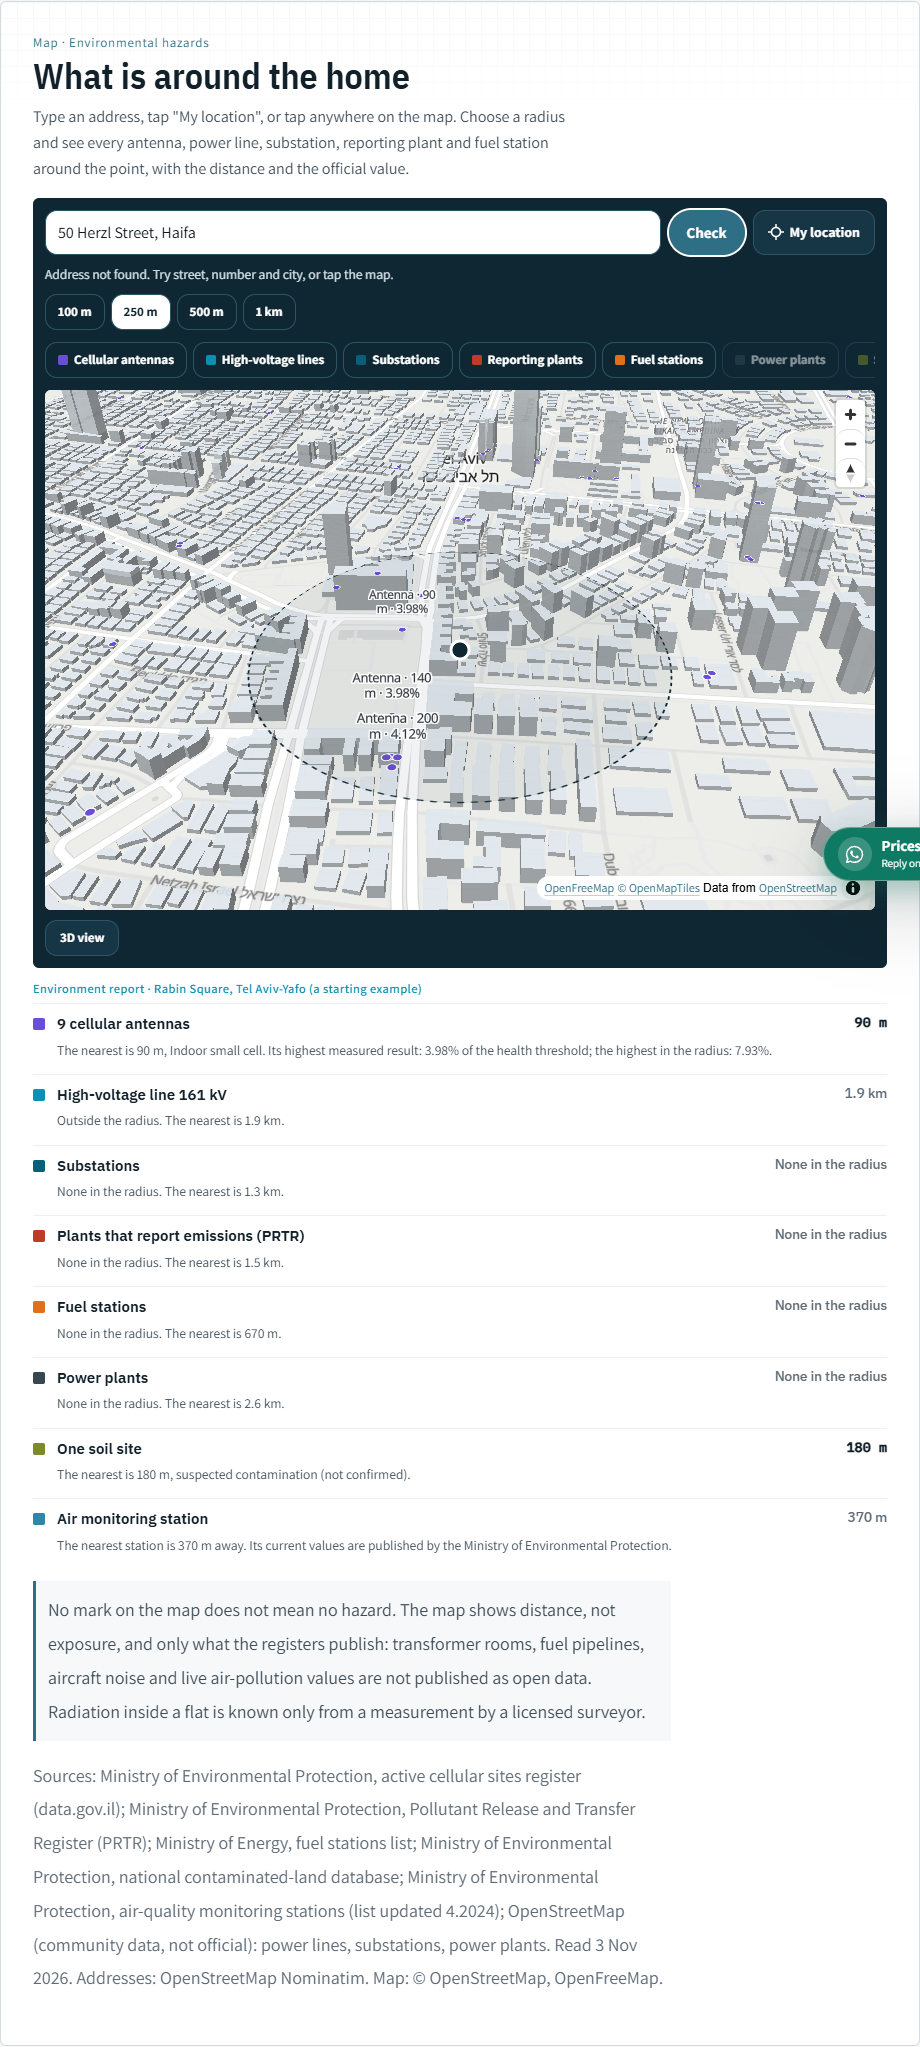 Map · Environmental hazards
What is around the home
Type an address, tap "My location", or tap anywhere on the map. Choose a radius
and see every antenna, power line, substation, reporting plant and fuel station
around the point, with the distance and the official value.
50 Herzl Street, Haifa
Check
My location
Address not found. Try street, number and city, or tap the map.
100 m
250 m
500 m
1 km
Cellular antennas
High-voltage lines
Substations
Reporting plants
Fuel stations
Power plants
תל אביב
Antenna · 90
m · 3.98%
Antenna · 140
m · 3.98%
Antenna · 200
m · 4.12%
OpenFreeMap © OpenMapTiles Data from OpenStreetMap
Prices
Reply on
3D view
Environment report · Rabin Square, Tel Aviv-Yafo (a starting example)
9 cellular antennas
90 m
The nearest is 90 m, Indoor small cell. Its highest measured result: 3.98% of the health threshold; the highest in the radius: 7.93%.
High-voltage line 161 kV
1.9 km
Outside the radius. The nearest is 1.9 km.
Substations
None in the radius
None in the radius. The nearest is 1.3 km.
Plants that report emissions (PRTR)
None in the radius
None in the radius. The nearest is 1.5 km.
Fuel stations
None in the radius
None in the radius. The nearest is 670 m.
Power plants
None in the radius
None in the radius. The nearest is 2.6 km.
One soil site
180 m
The nearest is 180 m, suspected contamination (not confirmed).
Air monitoring station
370 m
The nearest station is 370 m away. Its current values are published by the Ministry of Environmental Protection.
No mark on the map does not mean no hazard. The map shows distance, not
exposure, and only what the registers publish: transformer rooms, fuel pipelines,
aircraft noise and live air-pollution values are not published as open data.
Radiation inside a flat is known only from a measurement by a licensed surveyor.
Sources: Ministry of Environmental Protection, active cellular sites register
(data.gov.il); Ministry of Environmental Protection, Pollutant Release and Transfer
Register (PRTR); Ministry of Energy, fuel stations list; Ministry of Environmental
Protection, national contaminated-land database; Ministry of Environmental
Protection, air-quality monitoring stations (list updated 4.2024); OpenStreetMap
(community data, not official): power lines, substations, power plants. Read 3 Nov
2026. Addresses: OpenStreetMap Nominatim. Map: © OpenStreetMap, OpenFreeMap.